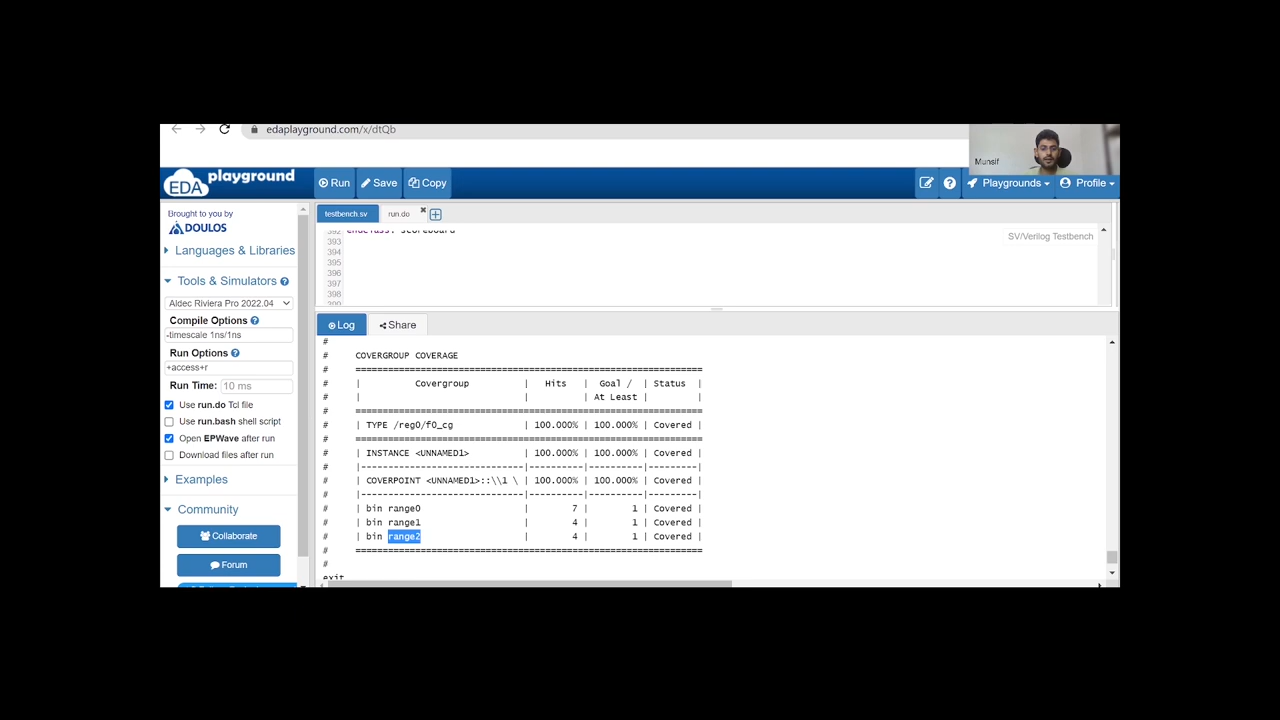 edaplayground.com/x/dtQb
Munsif
EDA playground
Run
Save
Copy
Playgrounds
Profile
Brought to you by
DOULOS
Languages & Libraries
Tools & Simulators
Aldec Riviera Pro 2022.04
Compile Options
-timescale 1ns/1ns
Run Options
+access+r
Run Time: 10 ms
Use run.do Tcl file
Use run.bash shell script
Open EPWave after run
Download files after run
Examples
Community
Collaborate
Forum
testbench.sv
run.do
SV/Verilog Testbench
392 endclass: scoreboard
393
394
395
396
397
398
Log
Share
#
# COVERGROUP COVERAGE
# =================================================================
# | Covergroup | Hits | Goal / | Status |
# | | | At Least | |
# =================================================================
# | TYPE /reg0/f0_cg | 100.000% | 100.000% | Covered |
# =================================================================
# | INSTANCE <UNNAMED1> | 100.000% | 100.000% | Covered |
# |-----------------------------|----------|----------|---------|
# | COVERPOINT <UNNAMED1>::\\1 \ | 100.000% | 100.000% | Covered |
# |-----------------------------|----------|----------|---------|
# | bin range0 | 7 | 1 | Covered |
# | bin range1 | 4 | 1 | Covered |
# | bin range2 | 4 | 1 | Covered |
# =================================================================
#
exit